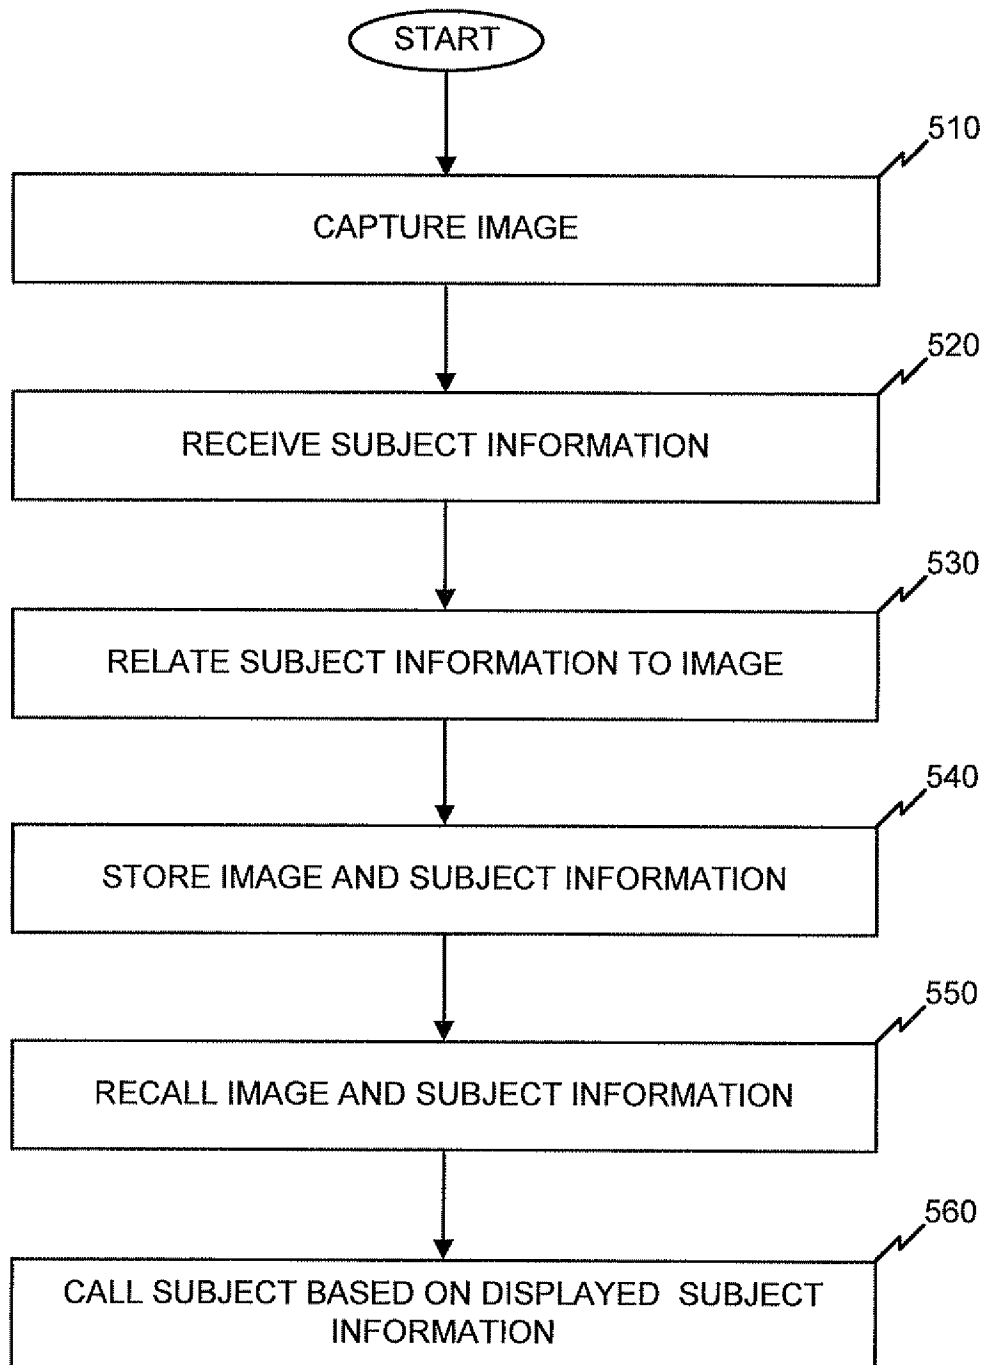 START
510
CAPTURE IMAGE
520
RECEIVE SUBJECT INFORMATION
530
RELATE SUBJECT INFORMATION TO IMAGE
540
STORE IMAGE AND SUBJECT INFORMATION
550
RECALL IMAGE AND SUBJECT INFORMATION
560
CALL SUBJECT BASED ON DISPLAYED SUBJECT
INFORMATION